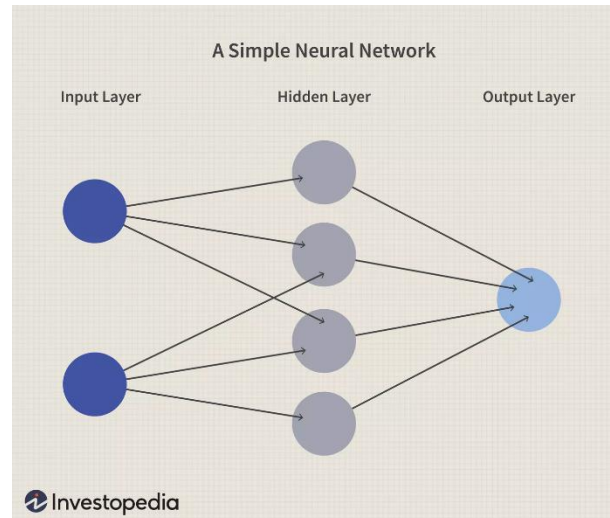 A Simple Neural Network
Input Layer
Hidden Layer
Output Layer
Investopedia